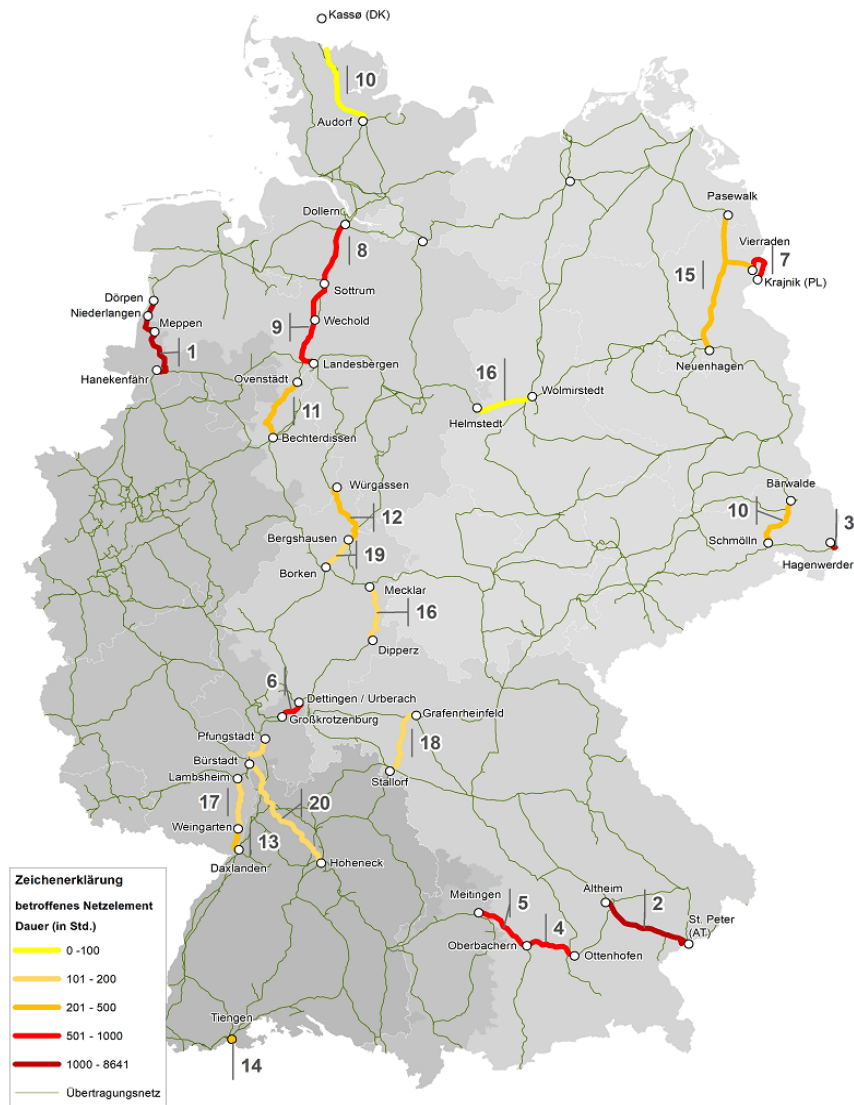 Kassø (DK)
10
Audorf
Pasewalk
Dollern
Vierraden
8
7
15
Krajnik (PL)
Sottrum
Dörpen
Niederlangen
Wechold
9
Meppen
1
Neuenhagen
Landesbergen
16
Hanekenfähr
Ovenstädt
Wolmirstedt
11
Helmstedt
Bechterdissen
Würgassen
Bärwalde
12
10
3
Bergshausen
Schmölln
19
Hagenwerder
Borken
Mecklar
16
Dipperz
6
Dettingen / Urberach
Großkrotzenburg
Grafenrheinfeld
Pfungstadt
18
Bürstadt
Stallorf
Lambsheim
17
20
Weingarten
13
Daxlanden
Hoheneck
Zeichenerklärung
betroffenes Netzelement
Dauer (in Std.)
0 -100
101 - 200
201 - 500
501 - 1000
1000 - 8641
Übertragungsnetz
Altheim
Meitingen
5
2
St. Peter
(AT)
4
Oberbachern
Ottenhofen
Tiengen
14